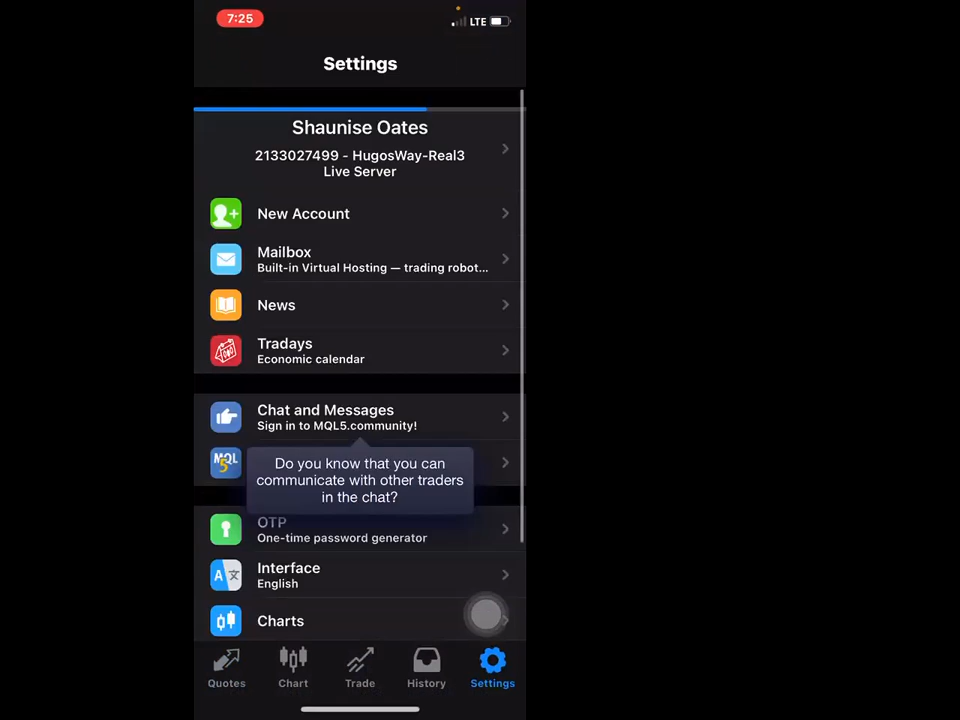 7:25
LTE
Settings
Shaunise Oates
2133027499 - HugosWay-Real3
Live Server
New Account
Mailbox
Built-in Virtual Hosting — trading robot...
News
Tradays
Economic calendar
Chat and Messages
Sign in to MQL5.community!
MQL
5
Do you know that you can
communicate with other traders
in the chat?
OTP
One-time password generator
Interface
English
Charts
Quotes
Chart
Trade
History
Settings